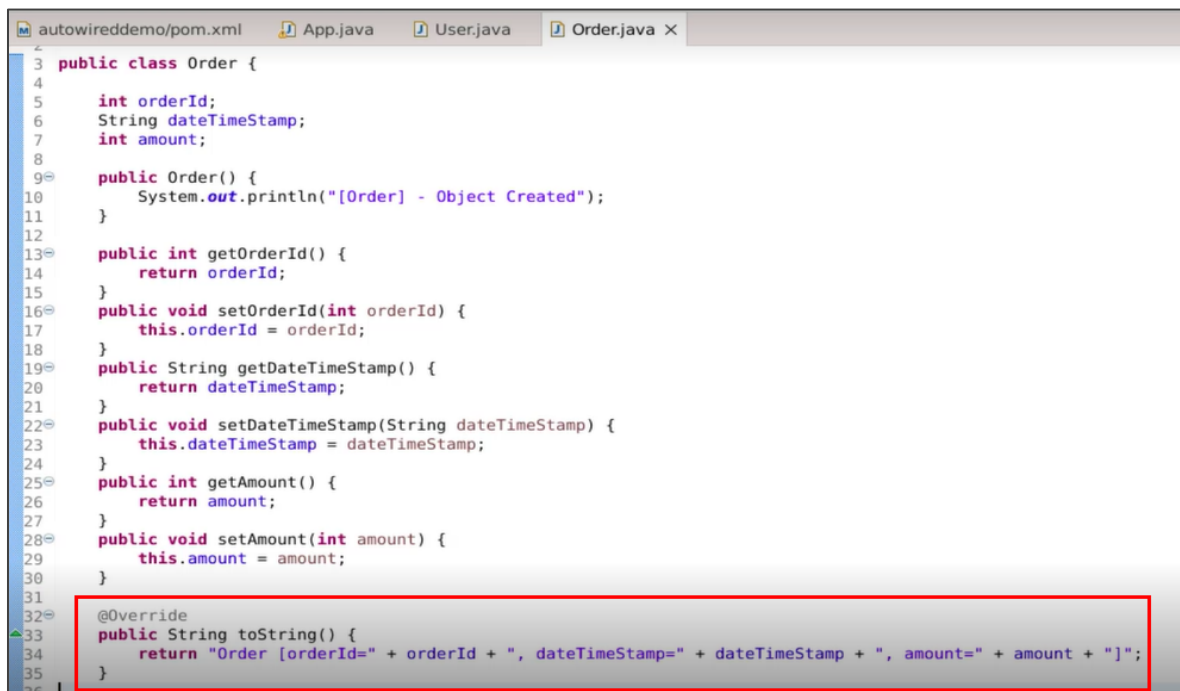 autowireddemo/pom.xml App.java User.java Order.java
2
3 public class Order {
4
5 int orderId;
6 String dateTimeStamp;
7 int amount;
8
9 public Order() {
10 System.out.println("[Order] - Object Created");
11 }
12
13 public int getOrderId() {
14 return orderId;
15 }
16 public void setOrderId(int orderId) {
17 this.orderId = orderId;
18 }
19 public String getDateTimeStamp() {
20 return dateTimeStamp;
21 }
22 public void setDateTimeStamp(String dateTimeStamp) {
23 this.dateTimeStamp = dateTimeStamp;
24 }
25 public int getAmount() {
26 return amount;
27 }
28 public void setAmount(int amount) {
29 this.amount = amount;
30 }
31
32 @Override
33 public String toString() {
34 return "Order [orderId=" + orderId + ", dateTimeStamp=" + dateTimeStamp + ", amount=" + amount + "]";
35 }
36